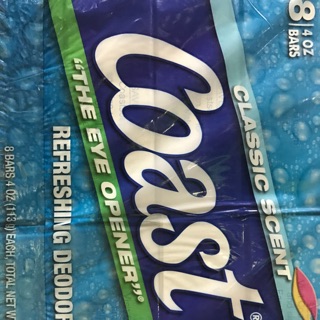 8 | 4 OZ
BARS
CLASSIC SCENT
Coast®
"THE EYE OPENER®"
REFRESHING DEODOR
8 BARS 4 OZ (113 g) EACH, TOTAL NET W